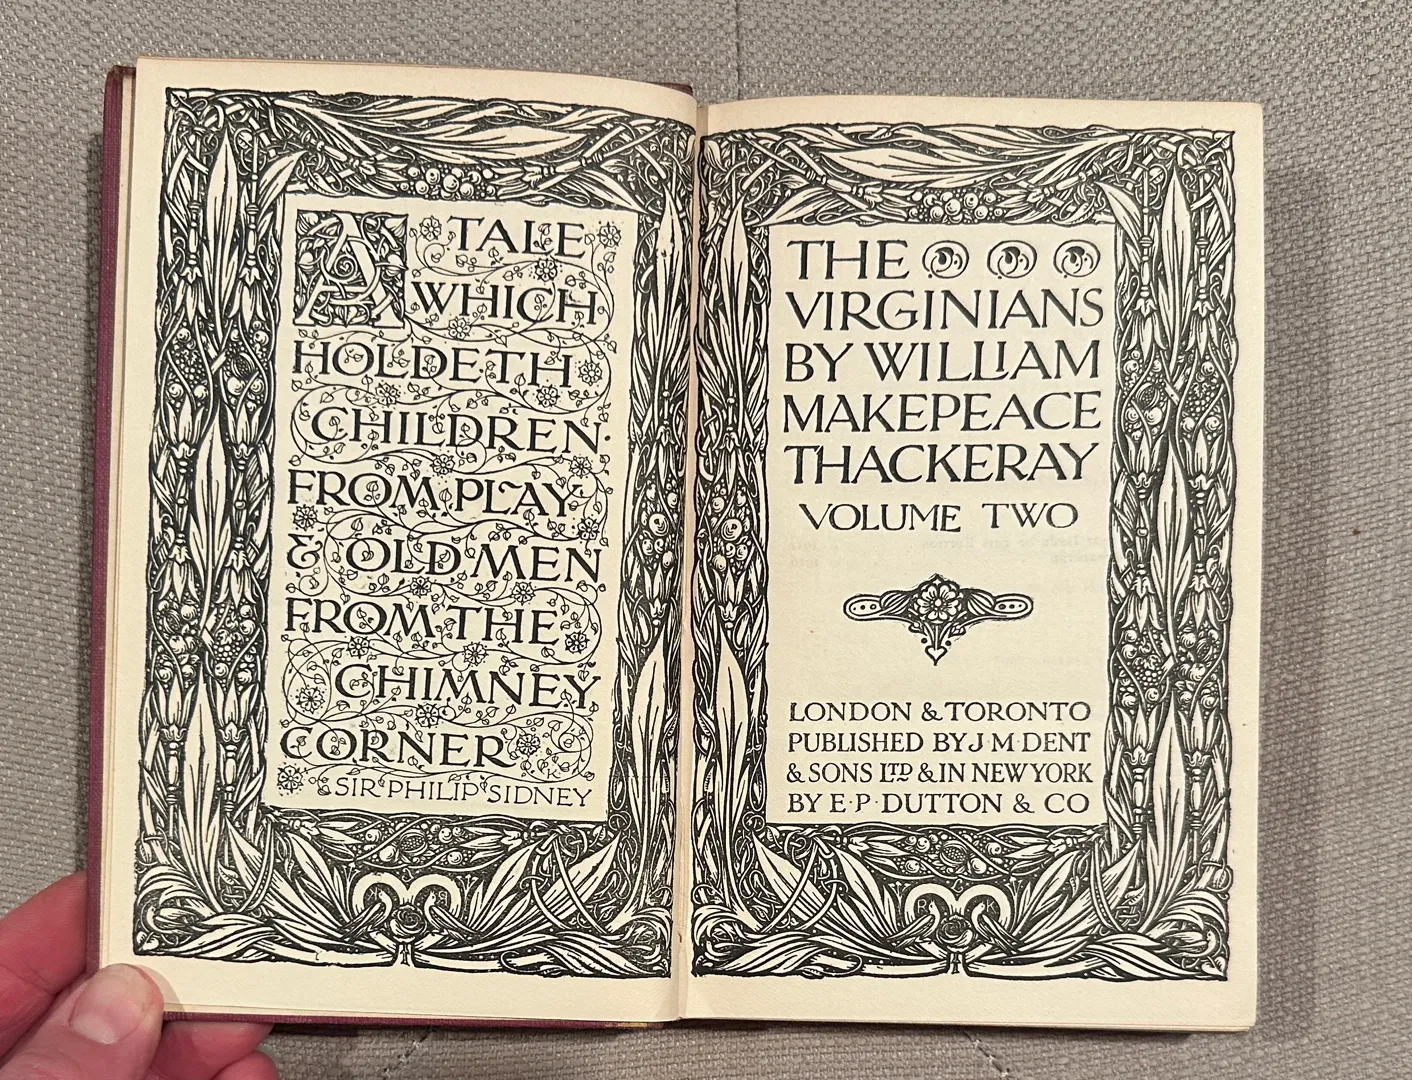 A TALE
WHICH
HOLDETH
CHILDREN
FROM PLAY
& OLD MEN
FROM THE
CHIMNEY
CORNER
SIR PHILIP SIDNEY
THE
VIRGINIANS
BY WILLIAM
MAKEPEACE
THACKERAY
VOLUME TWO
LONDON & TORONTO
PUBLISHED BY J·M·DENT
& SONS LTD & IN NEW YORK
BY E·P·DUTTON & CO